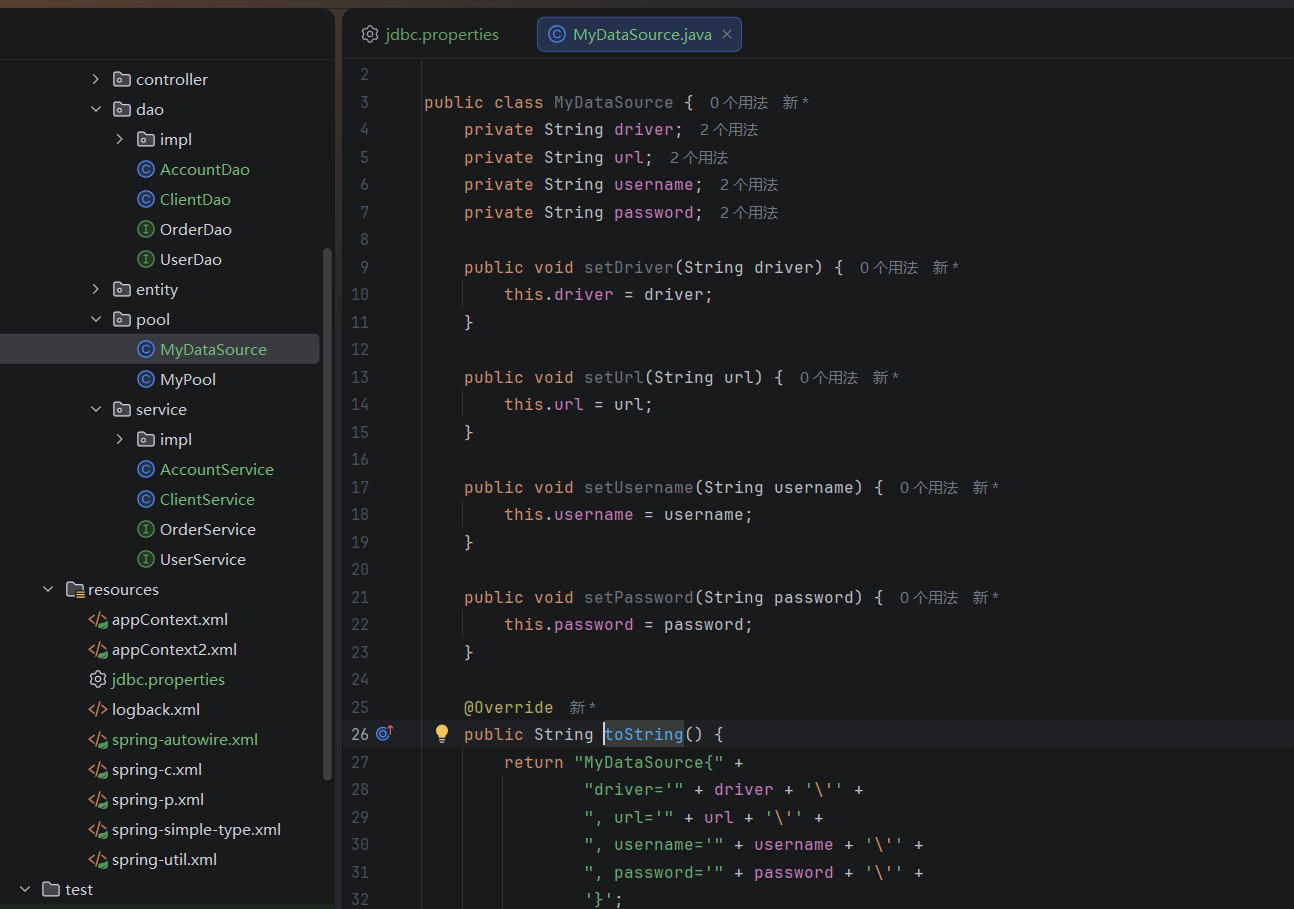 controller
dao
impl
AccountDao
ClientDao
OrderDao
UserDao
entity
pool
MyDataSource
MyPool
service
impl
AccountService
ClientService
OrderService
UserService
resources
appContext.xml
appContext2.xml
jdbc.properties
logback.xml
spring-autowire.xml
spring-c.xml
spring-p.xml
spring-simple-type.xml
spring-util.xml
test
jdbc.properties MyDataSource.java
2
3 public class MyDataSource { 0 个用法 新 *
4 private String driver; 2 个用法
5 private String url; 2 个用法
6 private String username; 2 个用法
7 private String password; 2 个用法
8
9 public void setDriver(String driver) { 0 个用法 新 *
10 this.driver = driver;
11 }
12
13 public void setUrl(String url) { 0 个用法 新 *
14 this.url = url;
15 }
16
17 public void setUsername(String username) { 0 个用法 新 *
18 this.username = username;
19 }
20
21 public void setPassword(String password) { 0 个用法 新 *
22 this.password = password;
23 }
24
25 @Override 新 *
26 public String toString() {
27 return "MyDataSource{" +
28 "driver='" + driver + '\'' +
29 ", url='" + url + '\'' +
30 ", username='" + username + '\'' +
31 ", password='" + password + '\'' +
32 '}';